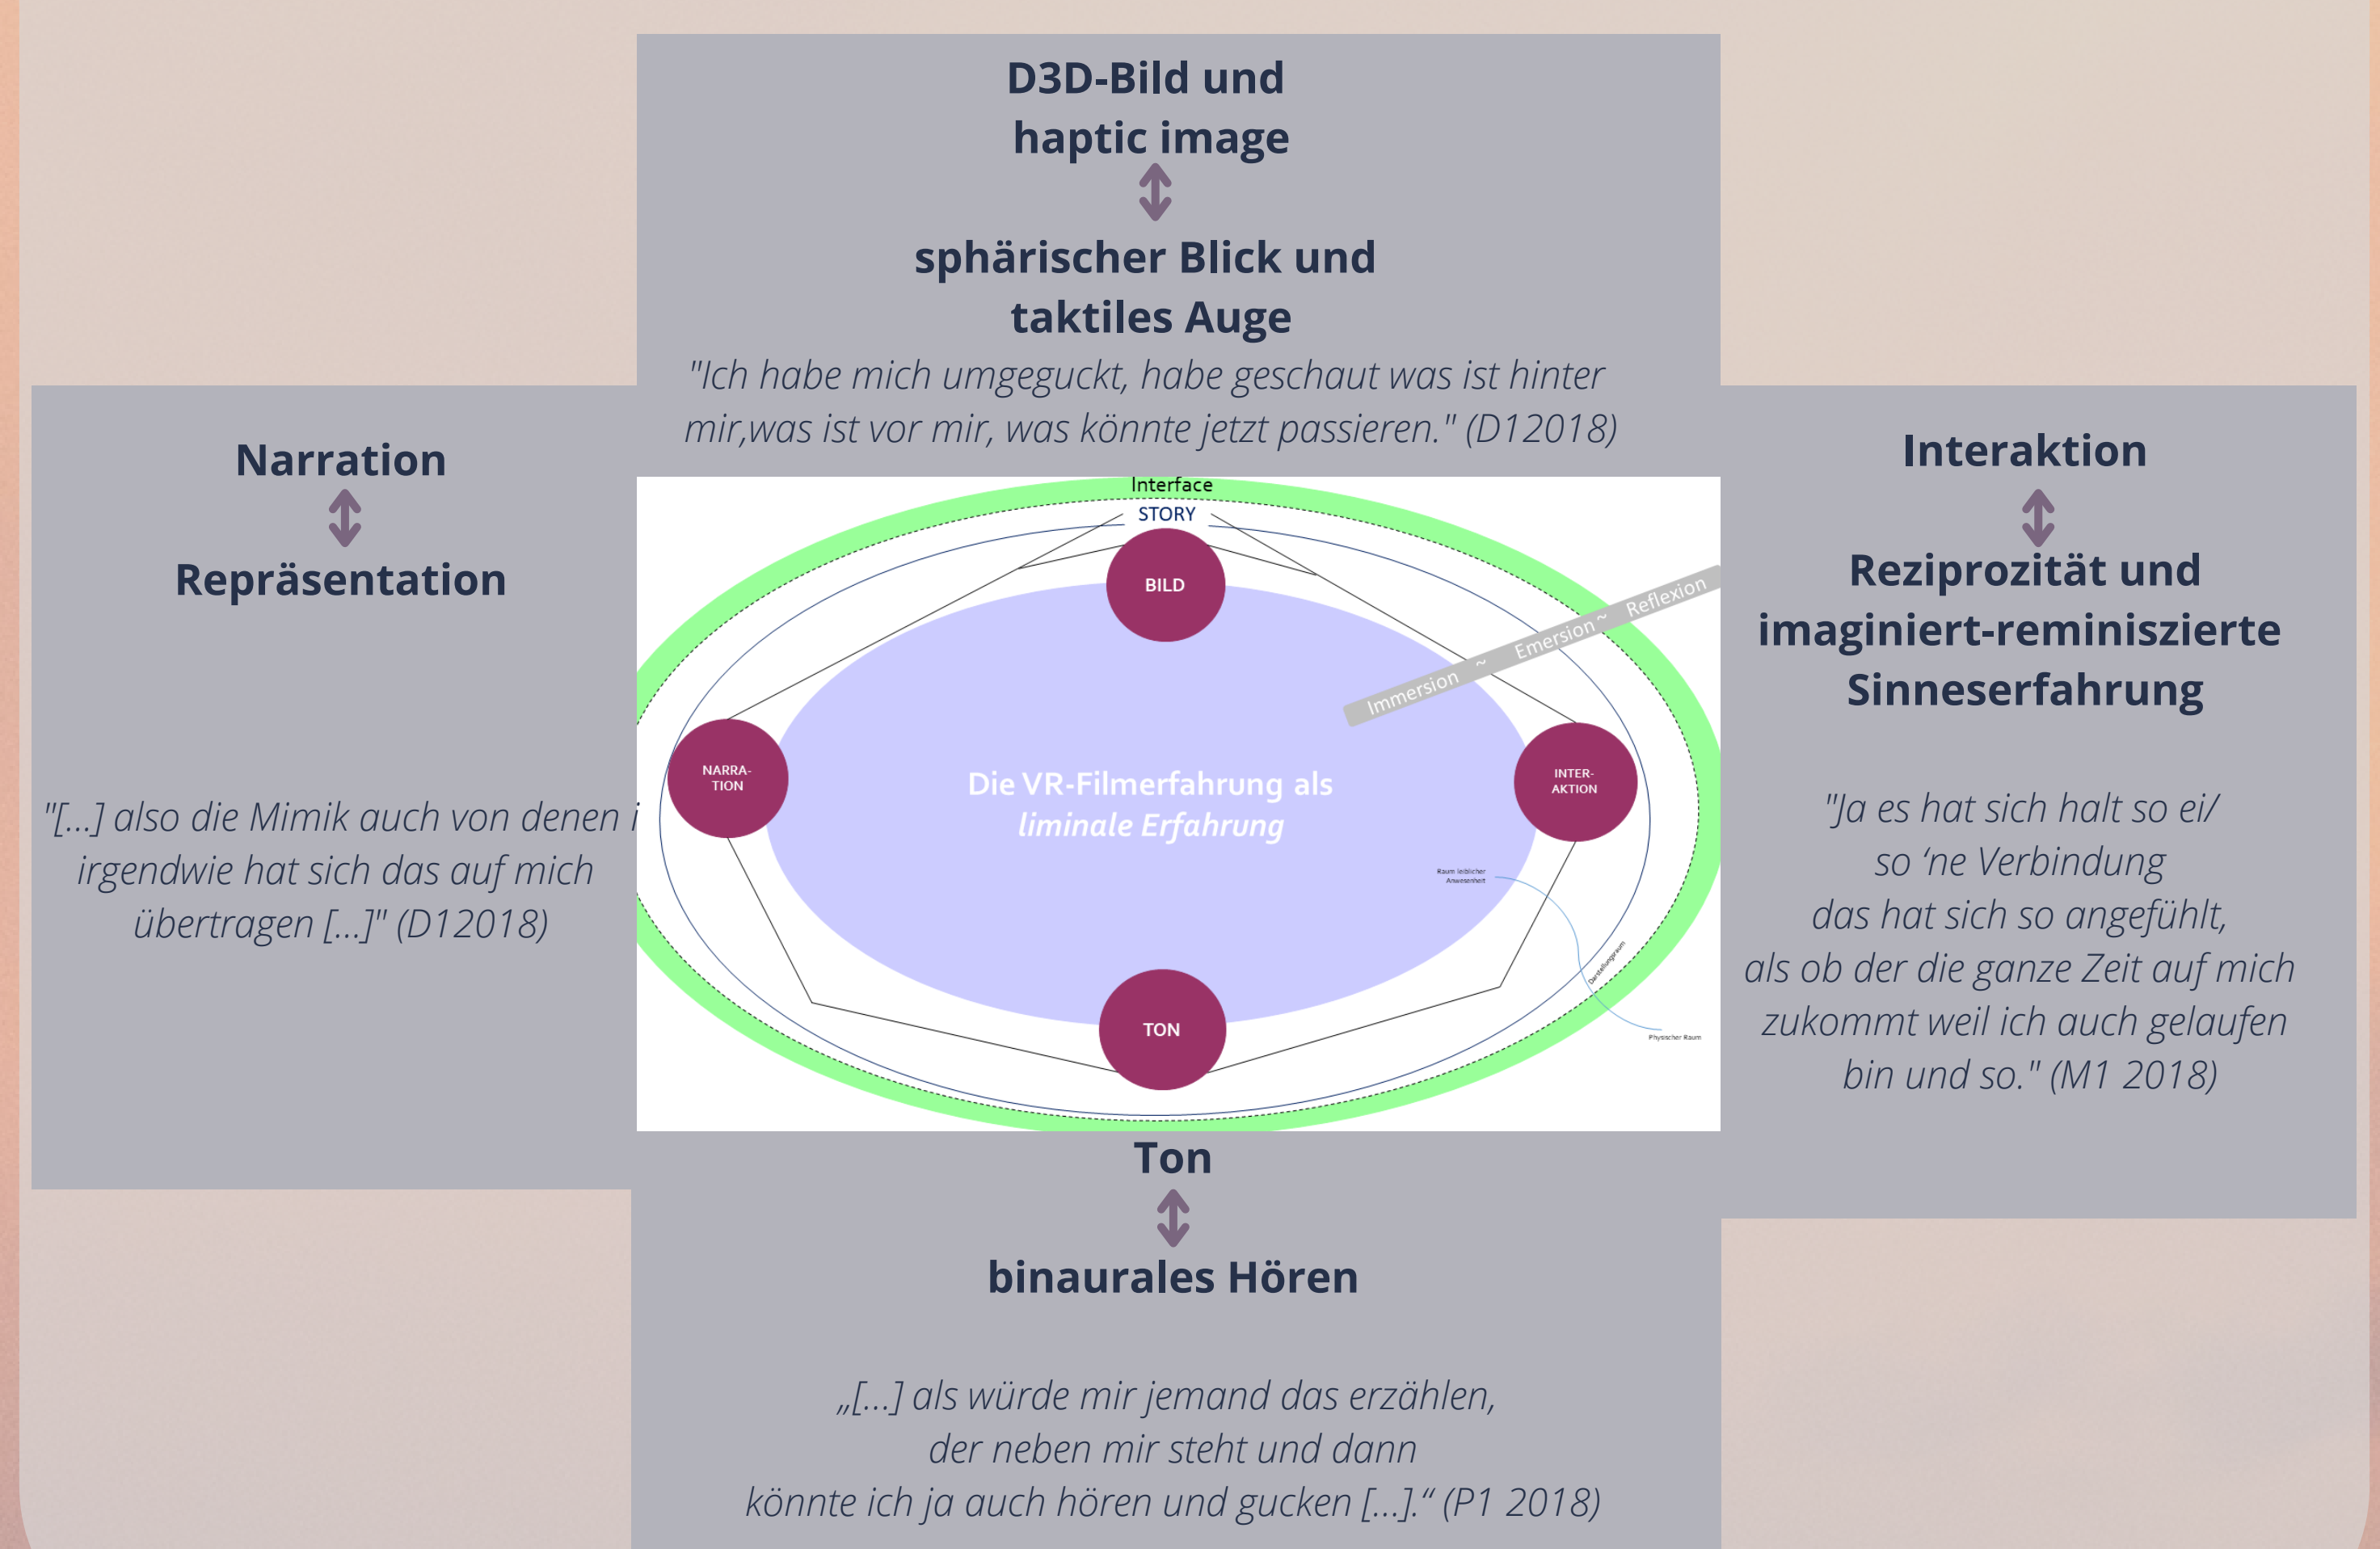 D3D-Bild und
haptic image
sphärischer Blick und
taktiles Auge
"Ich habe mich umgeguckt, habe geschaut was ist hinter
mir,was ist vor mir, was könnte jetzt passieren." (D12018)
Narration
Repräsentation
"[...] also die Mimik auch von denen i
irgendwie hat sich das auf mich
übertragen [...]" (D12018)
Interface
STORY
BILD
Immersion ~ Emersion ~ Reflexion
NARRA-
TION
Die VR-Filmerfahrung als
liminale Erfahrung
INTER-
AKTION
Raum leiblicher
Anwesenheit
Darstellungsraum
Physischer Raum
TON
Interaktion
Reziprozität und
imaginiert-reminiszierte
Sinneserfahrung
"Ja es hat sich halt so ei/
so ‘ne Verbindung
das hat sich so angefühlt,
als ob der die ganze Zeit auf mich
zukommt weil ich auch gelaufen
bin und so." (M1 2018)
Ton
binaurales Hören
„[...] als würde mir jemand das erzählen,
der neben mir steht und dann
könnte ich ja auch hören und gucken [...].“ (P1 2018)